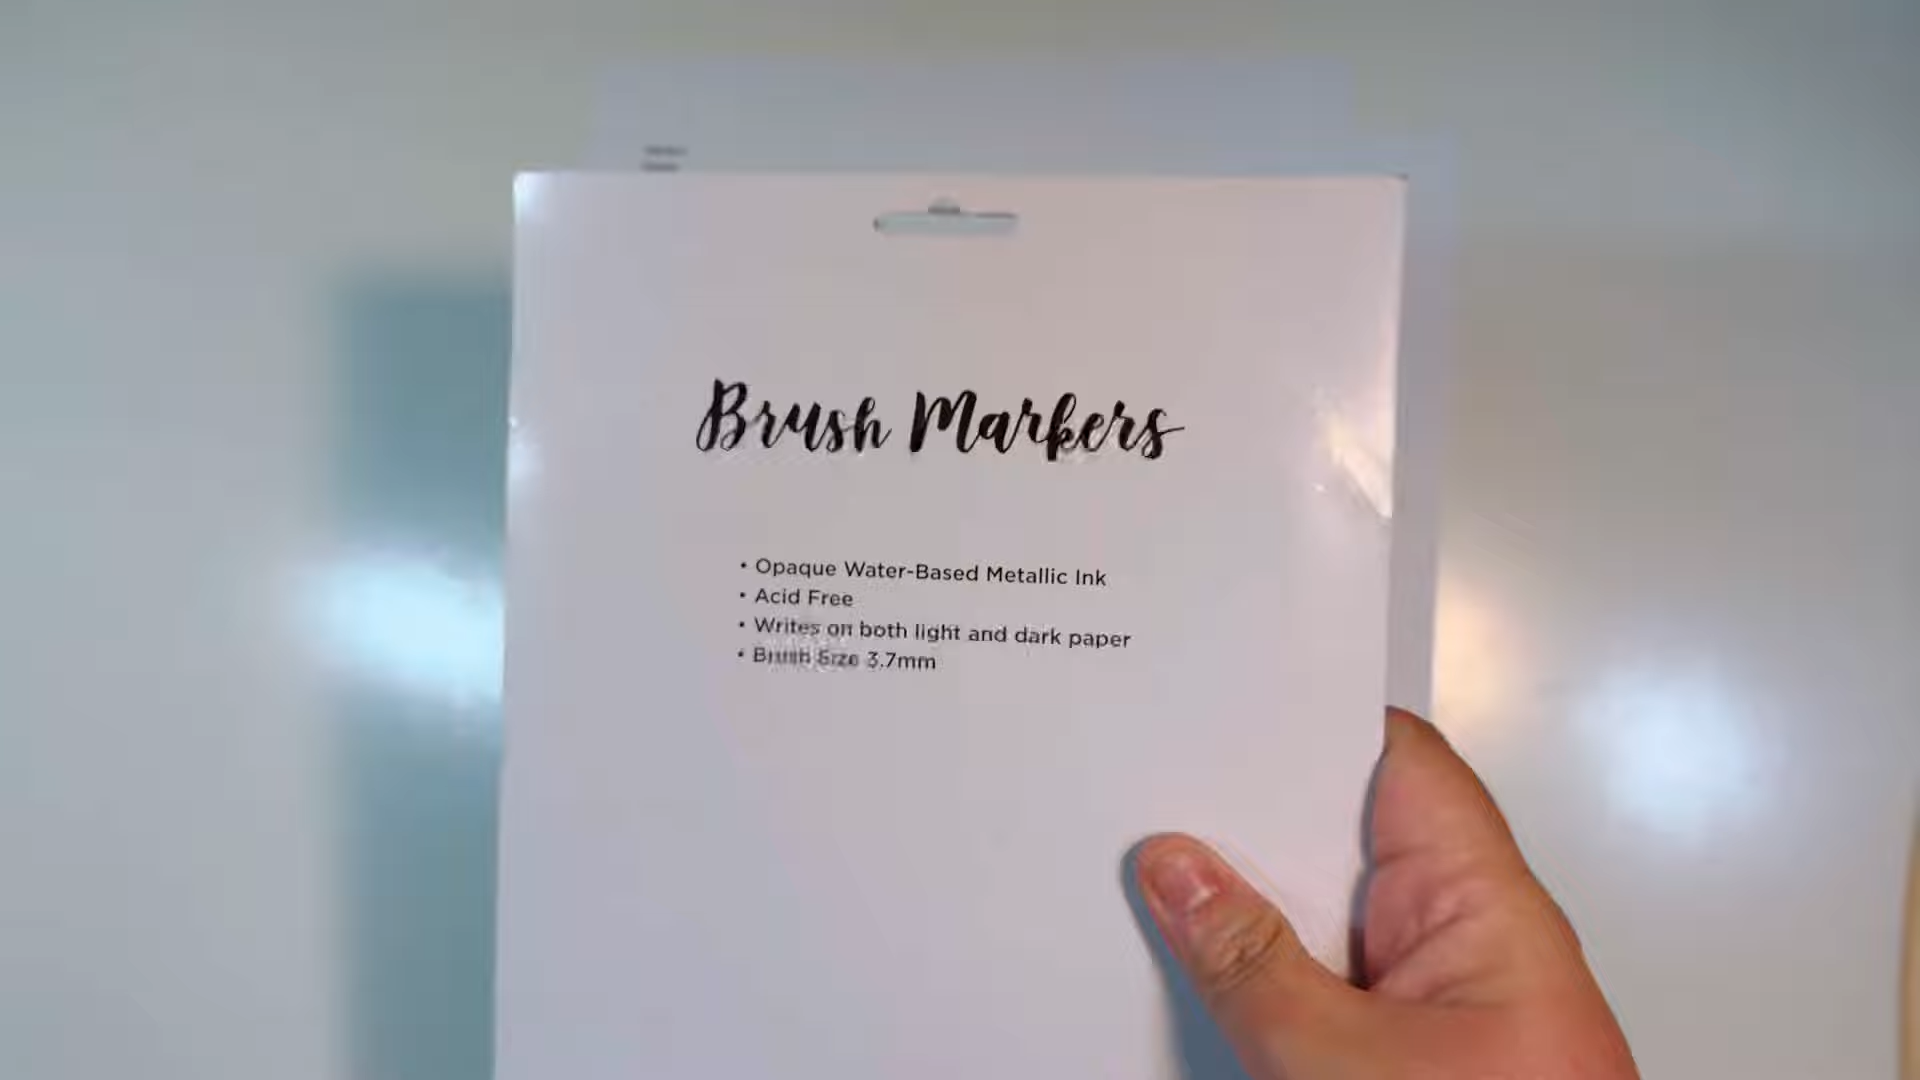 Brush Markers
• Opaque Water-Based Metallic Ink
• Acid Free
• Writes on both light and dark paper
• Brush Size 3.7mm